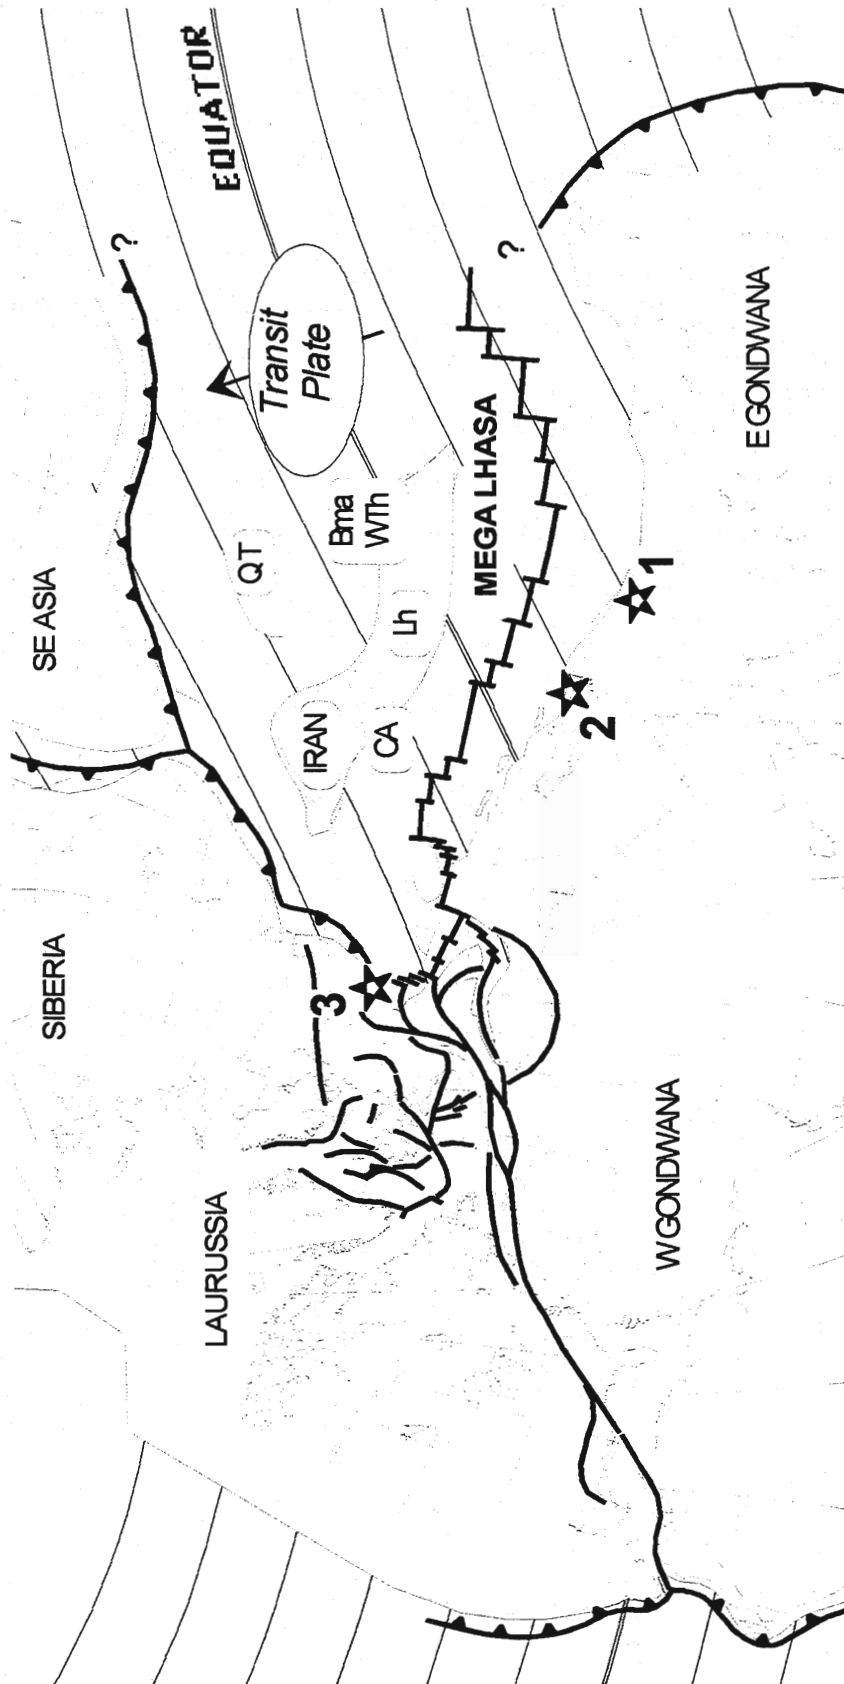 EQUATOR
?
Transit
Plate
?
E GONDWANA
MEGA LHASA
Bma
WTh
QT
SE ASIA
Lh
1
2
IRAN
CA
SIBERIA
3
LAURUSSIA
W GONDWANA